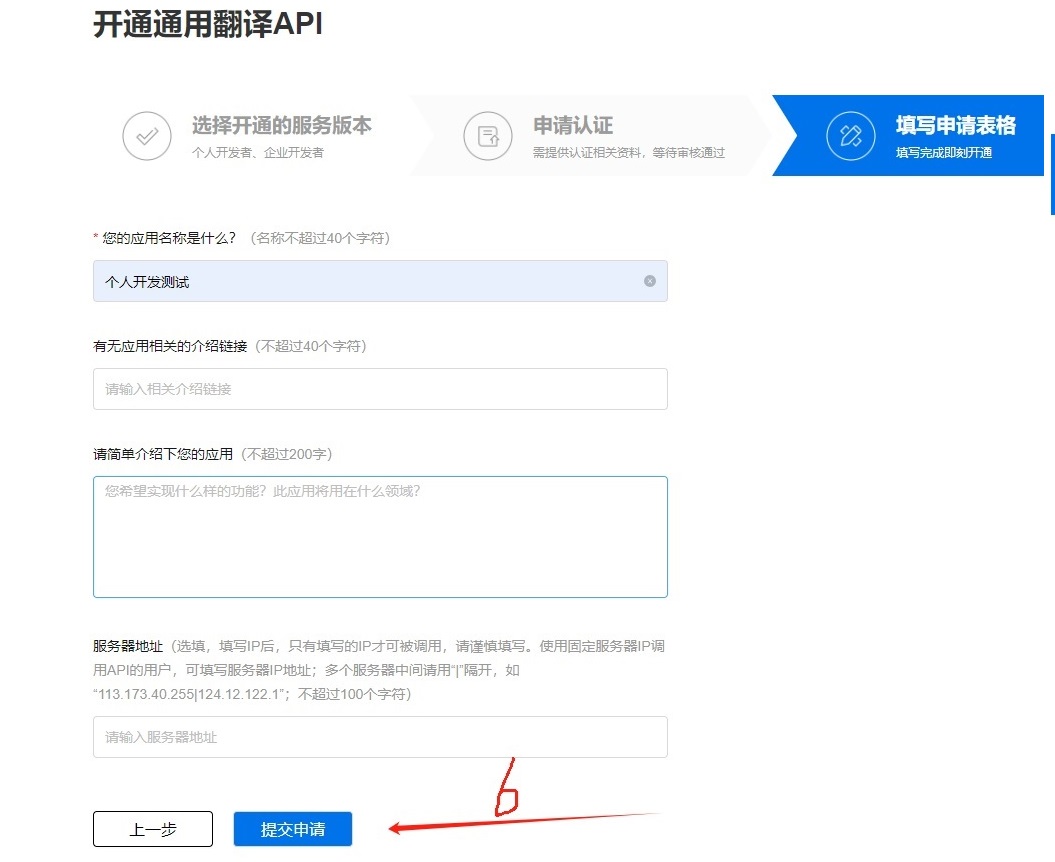 开通通用翻译API
选择开通的服务版本
个人开发者、企业开发者
申请认证
需提供认证相关资料，等待审核通过
填写申请表格
填写完成即刻开通
* 您的应用名称是什么？（名称不超过40个字符）
个人开发测试
有无应用相关的介绍链接（不超过40个字符）
请输入相关介绍链接
请简单介绍下您的应用（不超过200字）
您希望实现什么样的功能？此应用将用在什么领域？
服务器地址（选填，填写IP后，只有填写的IP才可被调用，请谨慎填写。使用固定服务器IP调
用API的用户，可填写服务器IP地址；多个服务器中间请用“|”隔开，如
“113.173.40.255|124.12.122.1”；不超过100个字符）
请输入服务器地址
6
上一步
提交申请